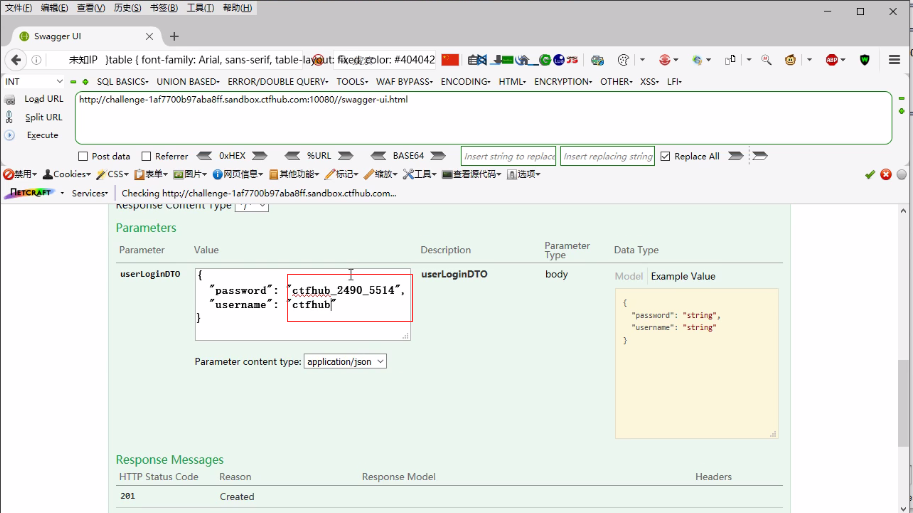 文件(F) 编辑(E) 查看(V) 历史(S) 书签(B) 工具(T) 帮助(H)
Swagger UI
未知IP }table { font-family: Arial, sans-serif, table-layout: fixed; color: #404042
INT SQL BASICS UNION BASED ERROR/DOUBLE QUERY TOOLS WAF BYPASS ENCODING HTML ENCRYPTION OTHER XSS LFI
Load URL
http://challenge-1af7700b97aba8ff.sandbox.ctfhub.com:10080//swagger-ui.html
Split URL
Execute
Post data Referrer 0xHEX %URL BASE64 Insert string to replace Insert replacing string Replace All
禁用 Cookies CSS 表单 图片 网页信息 其他功能 标记 缩放 工具 查看源代码 选项
NETCRAFT Services Checking http://challenge-1af7700b97aba8ff.sandbox.ctfhub.com...
Response Content Type */*
Parameters
Parameter Value Description Parameter Type Data Type
userLoginDTO
{
"password": "ctfhub_2490_5514",
"username": "ctfhub"
}
userLoginDTO body
Model Example Value
{
"password": "string",
"username": "string"
}
Parameter content type: application/json
Response Messages
HTTP Status Code Reason Response Model Headers
201 Created